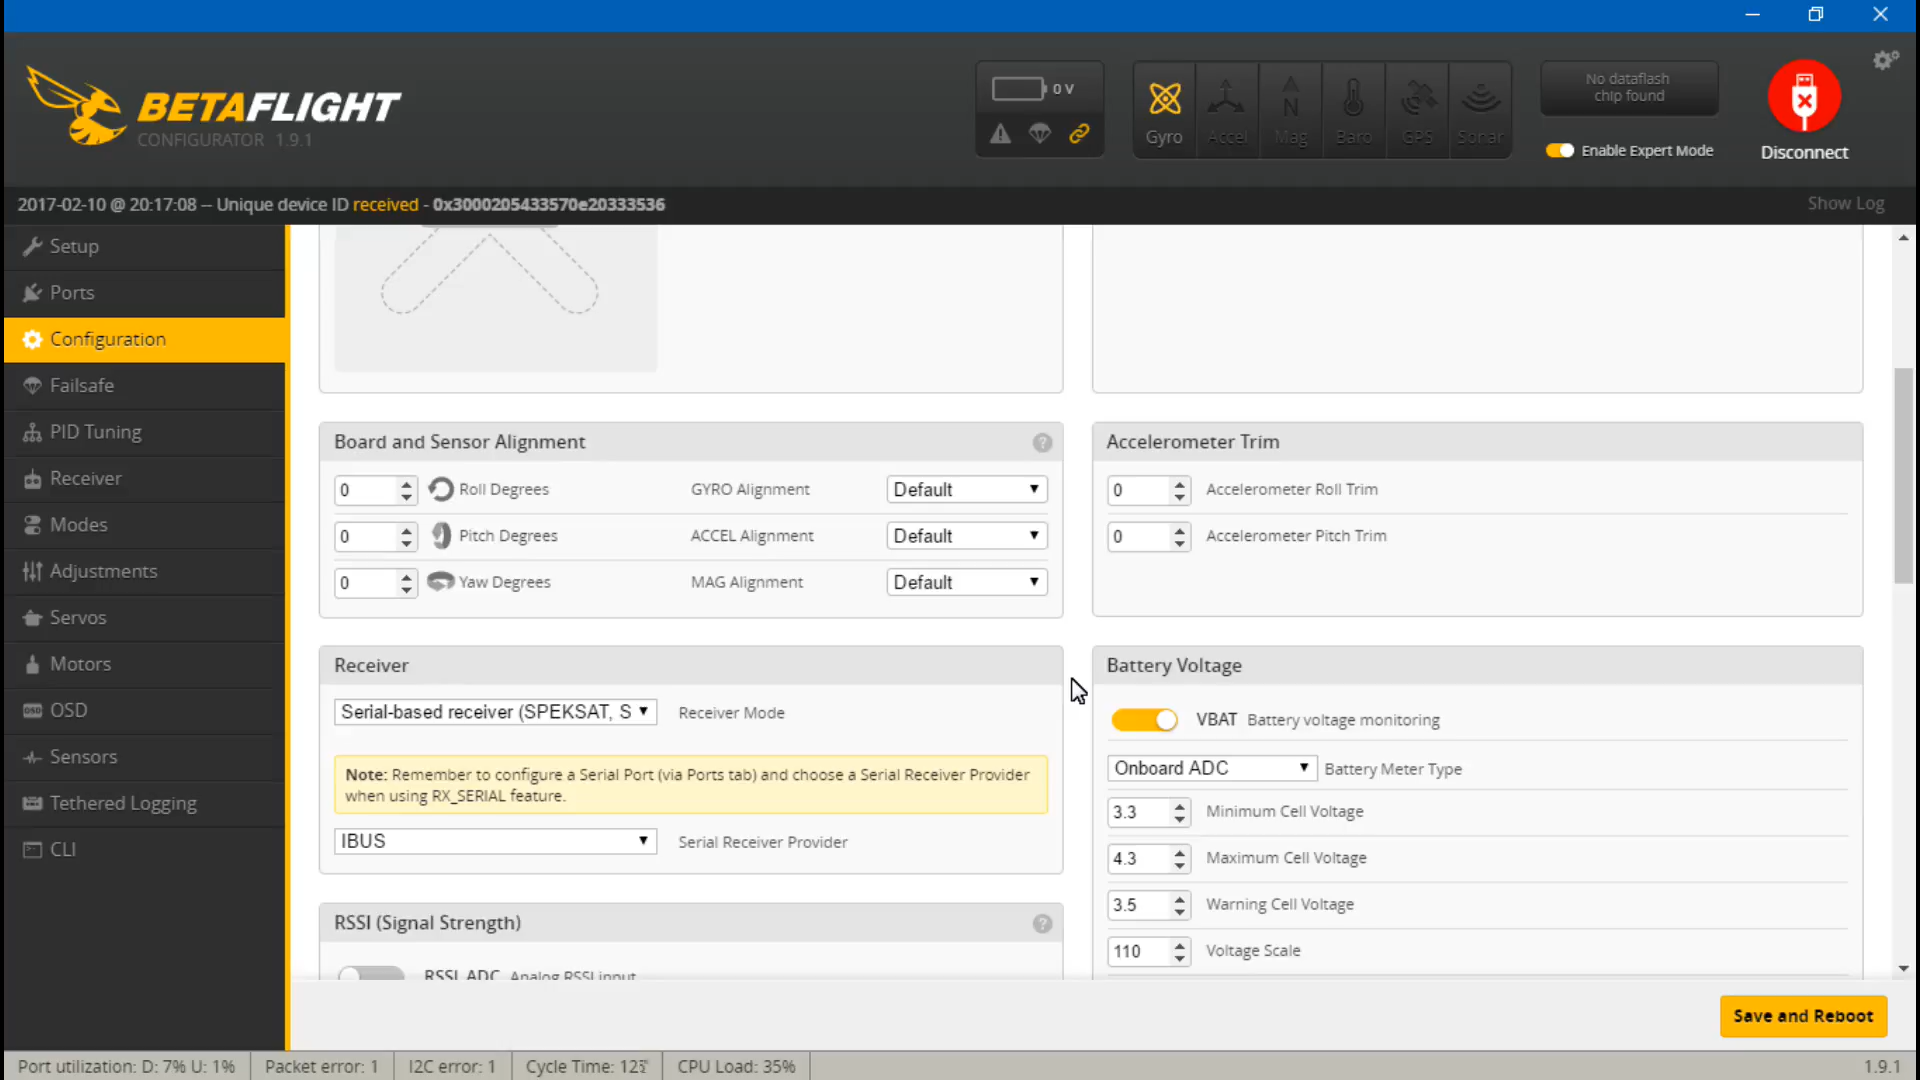 BETAFLIGHT
CONFIGURATOR 1.9.1
0 V
Gyro
Accel
Mag
Baro
GPS
Sonar
No dataflash
chip found
Enable Expert Mode
Disconnect
2017-02-10 @ 20:17:08 -- Unique device ID received - 0x3000205433570e20333536
Show Log
Setup
Ports
Configuration
Failsafe
PID Tuning
Receiver
Modes
Adjustments
Servos
Motors
OSD
Sensors
Tethered Logging
CLI
Board and Sensor Alignment
0 Roll Degrees GYRO Alignment Default
0 Pitch Degrees ACCEL Alignment Default
0 Yaw Degrees MAG Alignment Default
Accelerometer Trim
0 Accelerometer Roll Trim
0 Accelerometer Pitch Trim
Receiver
Serial-based receiver (SPEKSAT, S Receiver Mode
Note: Remember to configure a Serial Port (via Ports tab) and choose a Serial Receiver Provider
when using RX_SERIAL feature.
IBUS Serial Receiver Provider
RSSI (Signal Strength)
RSSI_ADC Analog RSSI input
Battery Voltage
VBAT Battery voltage monitoring
Onboard ADC Battery Meter Type
3.3 Minimum Cell Voltage
4.3 Maximum Cell Voltage
3.5 Warning Cell Voltage
110 Voltage Scale
Save and Reboot
Port utilization: D: 7% U: 1% Packet error: 1 I2C error: 1 Cycle Time: CPU Load: 35% 1.9.1